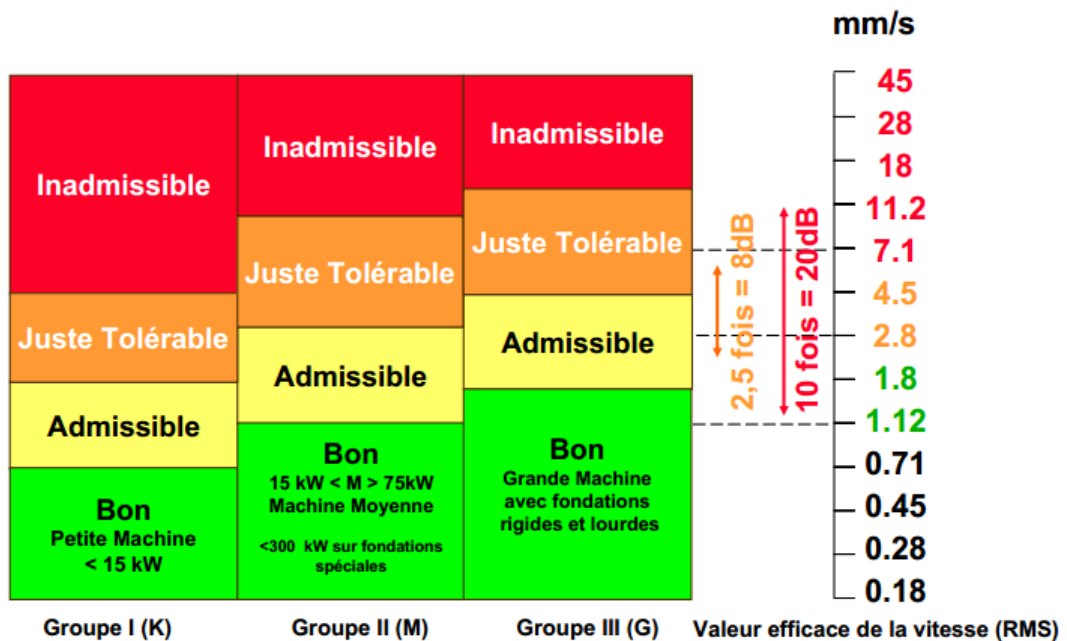 mm/s
Inadmissible
Juste Tolérable
Admissible
Bon
Petite Machine
< 15 kW
Inadmissible
Juste Tolérable
Admissible
Bon
15 kW < M > 75kW
Machine Moyenne
<300 kW sur fondations
spéciales
Inadmissible
Juste Tolérable
Admissible
Bon
Grande Machine
avec fondations
rigides et lourdes
2,5 fois = 8dB
10 fois = 20dB
45
28
18
11.2
7.1
4.5
2.8
1.8
1.12
0.71
0.45
0.28
0.18
Groupe I (K)
Groupe II (M)
Groupe III (G)
Valeur efficace de la vitesse (RMS)